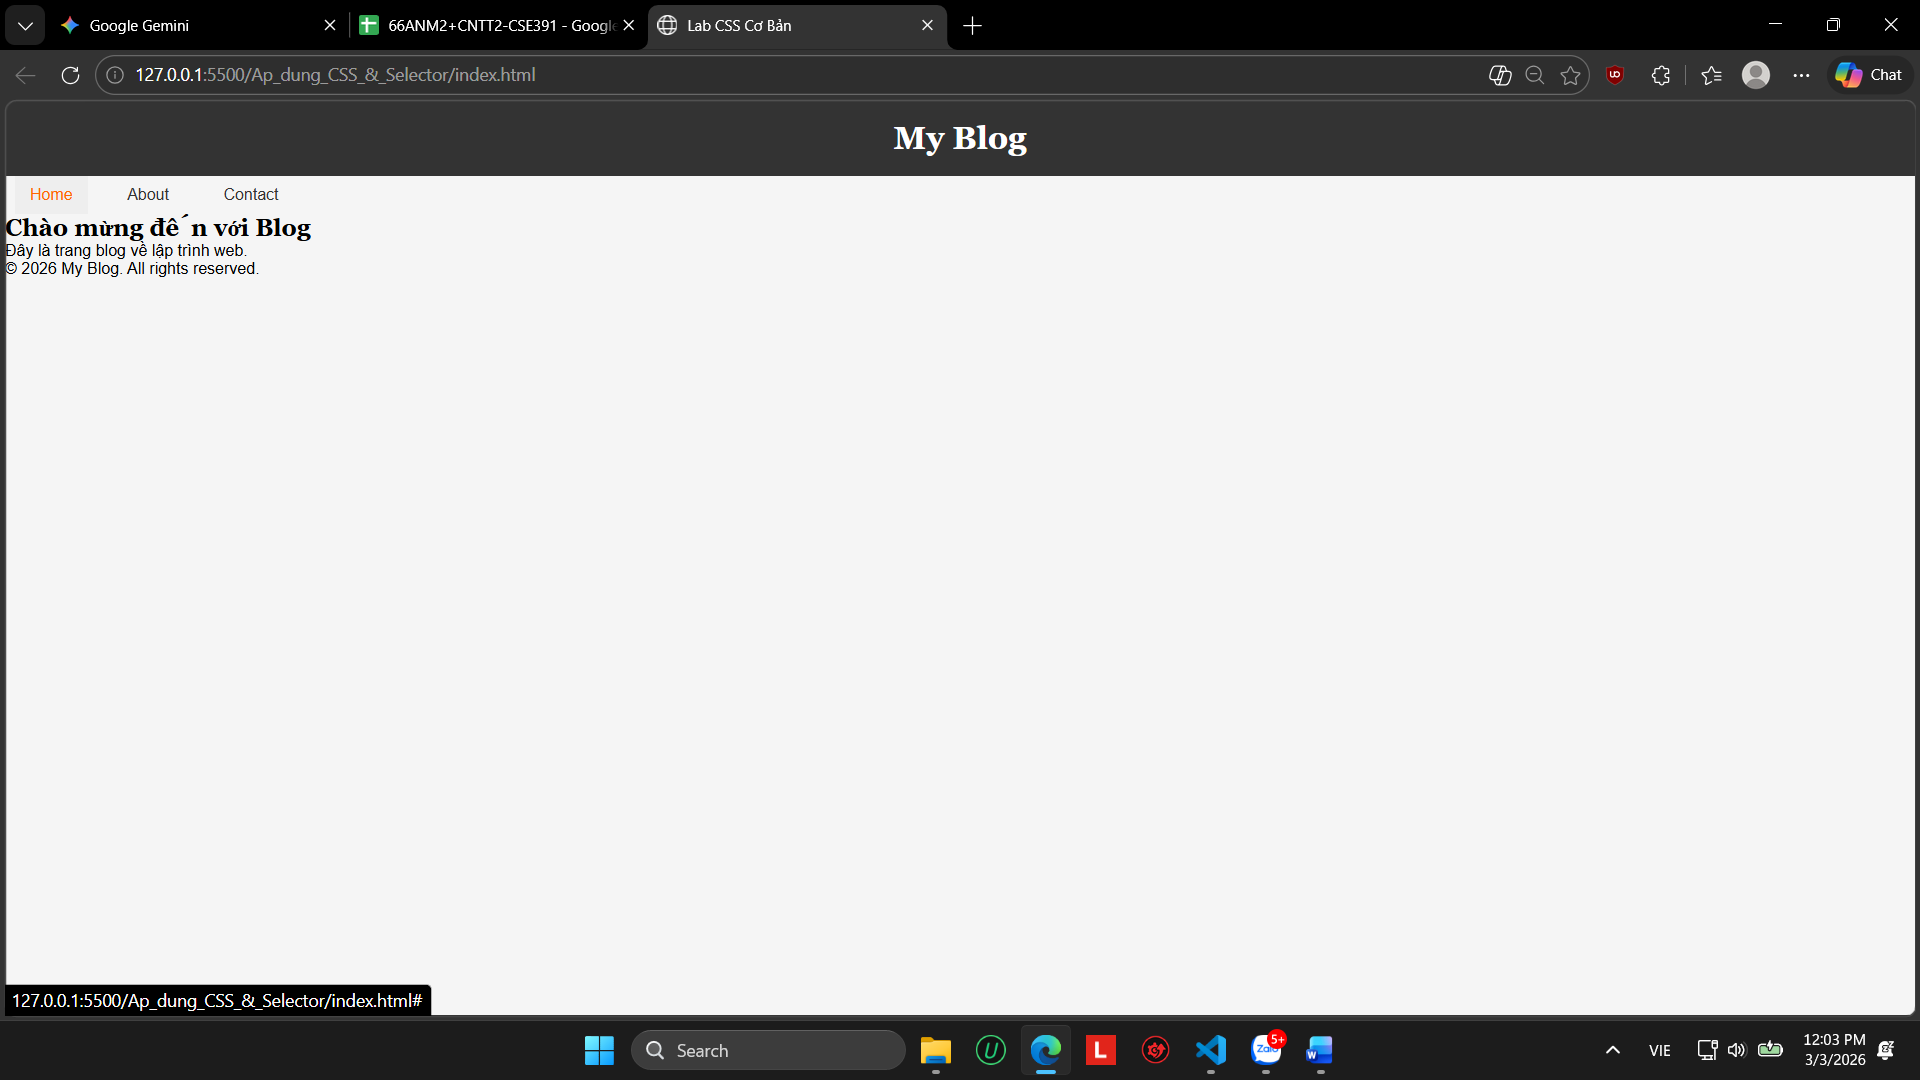 Google Gemini
66ANM2+CNTT2-CSE391 - Google
Lab CSS Cơ Bản
127.0.0.1:5500/Ap_dung_CSS_&_Selector/index.html
Chat
My Blog
Home About Contact
Chào mừng đến với Blog
Đây là trang blog về lập trình web.
© 2026 My Blog. All rights reserved.
127.0.0.1:5500/Ap_dung_CSS_&_Selector/index.html#
Search
U
L
Zalo
5+
W
VIE
12:03 PM
3/3/2026